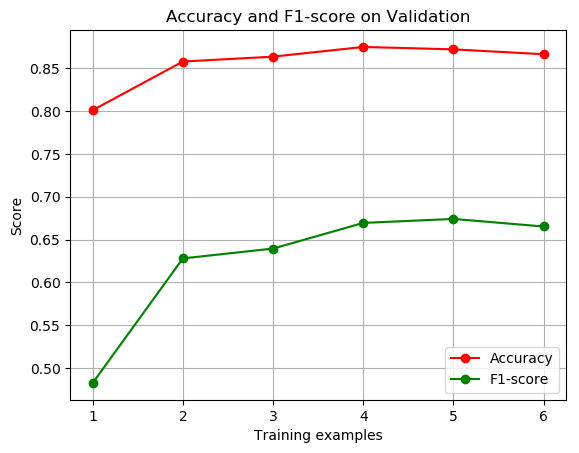 Accuracy and F1-score on Validation
Score
0.85
0.80
0.75
0.70
0.65
0.60
0.55
0.50
Accuracy
F1-score
1 2 3 4 5 6
Training examples